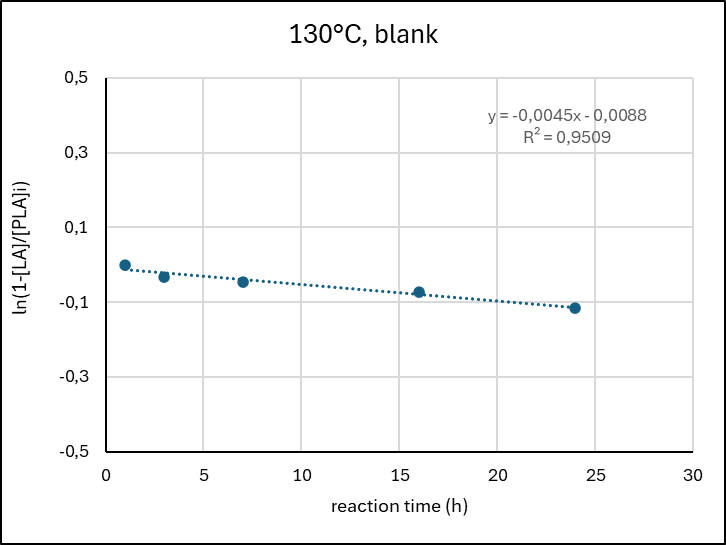 130°C, blank
y = -0,0045x - 0,0088
R² = 0,9509
0,5
0,3
0,1
-0,1
-0,3
-0,5
ln(1-[LA]/[PLA]i)
0 5 10 15 20 25 30
reaction time (h)